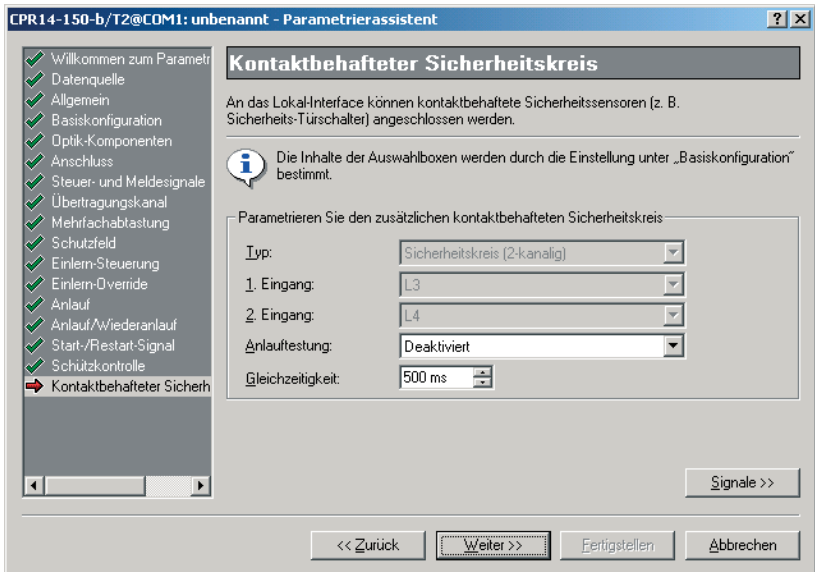 CPR14-150-b/T2@COM1: unbenannt - Parametrierassistent
Willkommen zum Parametr
Datenquelle
Allgemein
Basiskonfiguration
Optik-Komponenten
Anschluss
Steuer- und Meldesignale
Übertragungskanal
Mehrfachabtastung
Schutzfeld
Einlern-Steuerung
Einlern-Override
Anlauf
Anlauf/Wiederanlauf
Start-/Restart-Signal
Schützkontrolle
Kontaktbehafteter Sicherh
Kontaktbehafteter Sicherheitskreis
An das Lokal-Interface können kontaktbehaftete Sicherheitssensoren (z. B.
Sicherheits-Türschalter) angeschlossen werden.
Die Inhalte der Auswahlboxen werden durch die Einstellung unter „Basiskonfiguration"
bestimmt.
Parametrieren Sie den zusätzlichen kontaktbehafteten Sicherheitskreis
Typ: Sicherheitskreis (2-kanalig)
1. Eingang: L3
2. Eingang: L4
Anlauftestung: Deaktiviert
Gleichzeitigkeit: 500 ms
Signale >>
<< Zurück Weiter >> Fertigstellen Abbrechen